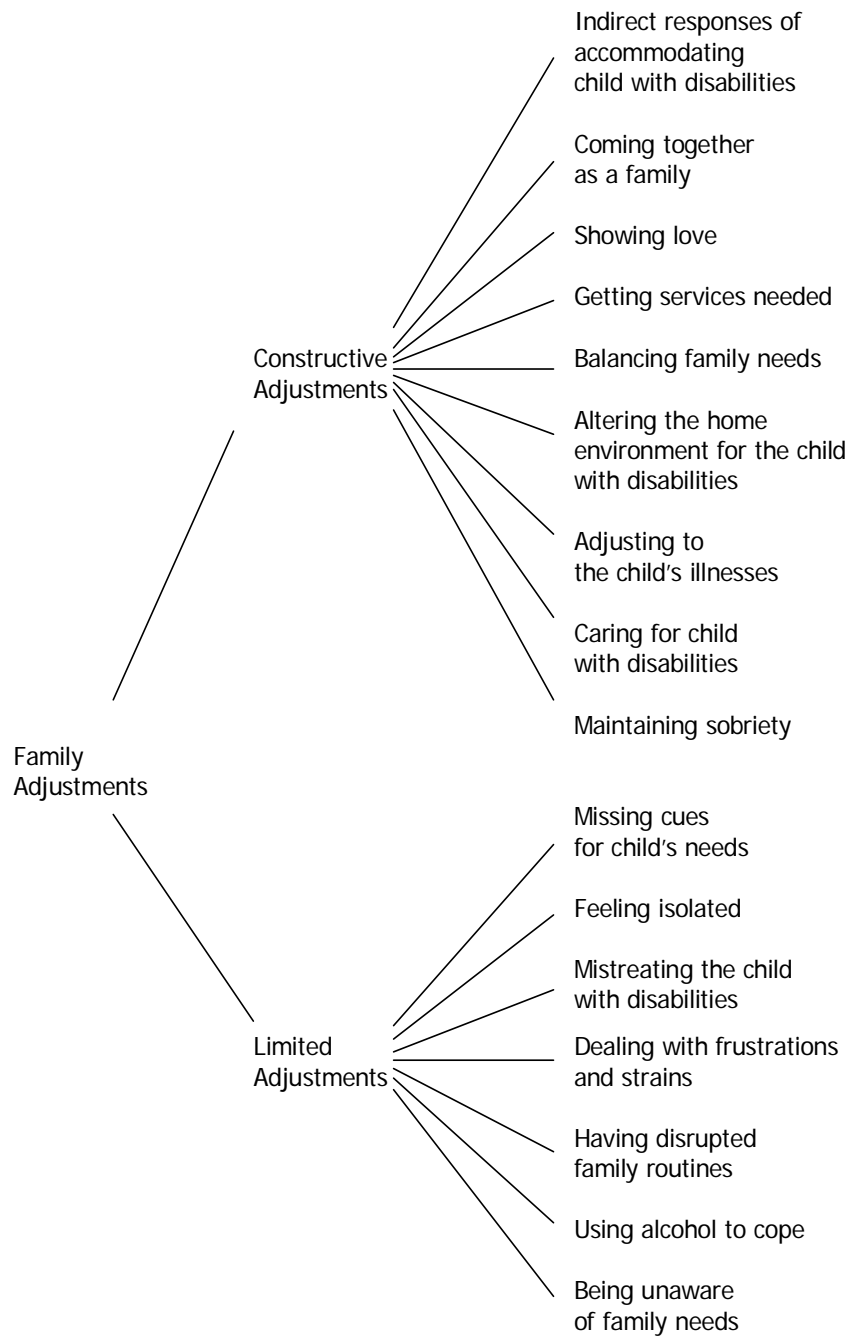 Indirect responses of
accommodating
child with disabilities
Coming together
as a family
Showing love
Getting services needed
Constructive
Adjustments
Balancing family needs
Altering the home
environment for the child
with disabilities
Adjusting to
the child's illnesses
Caring for child
with disabilities
Maintaining sobriety
Family
Adjustments
Missing cues
for child's needs
Feeling isolated
Mistreating the child
with disabilities
Limited
Adjustments
Dealing with frustrations
and strains
Having disrupted
family routines
Using alcohol to cope
Being unaware
of family needs